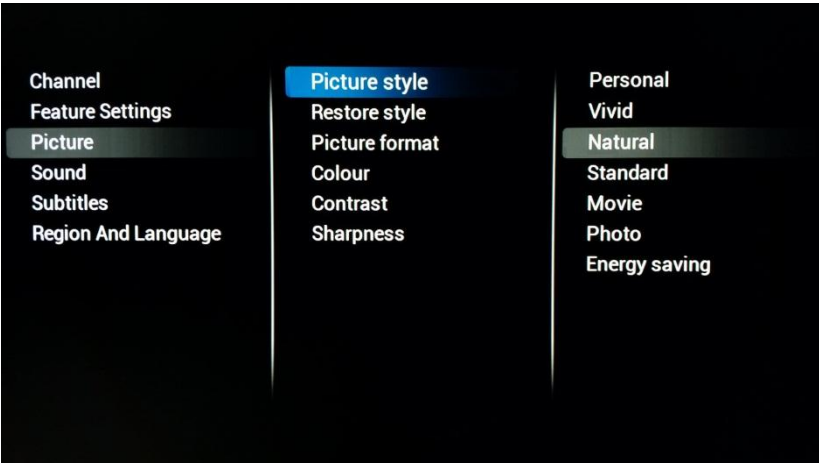 Channel
Feature Settings
Picture
Sound
Subtitles
Region And Language
Picture style
Restore style
Picture format
Colour
Contrast
Sharpness
Personal
Vivid
Natural
Standard
Movie
Photo
Energy saving